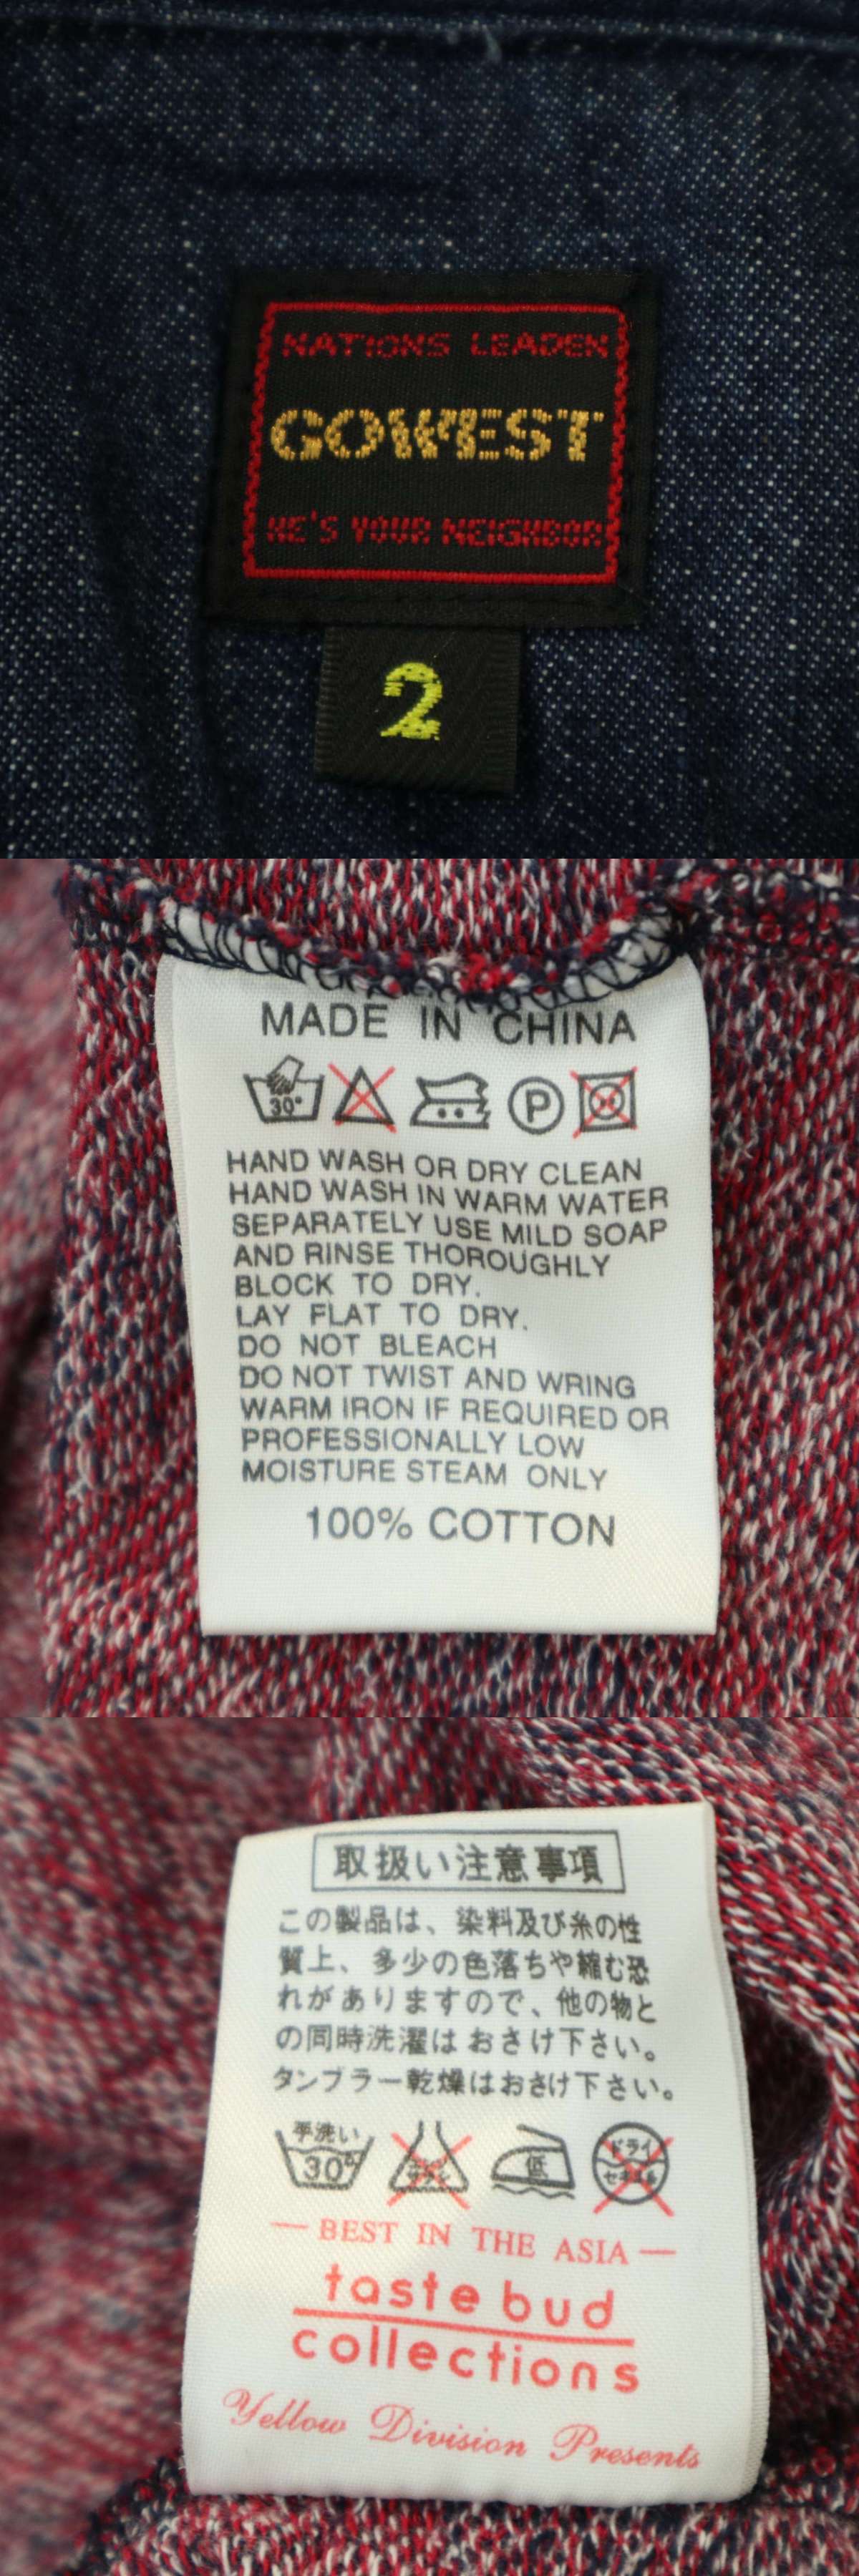 NATIONS LEADEN
GOWEST
HE'S YOUR NEIGHBOR
2
MADE IN CHINA
30°
P
HAND WASH OR DRY CLEAN
HAND WASH IN WARM WATER
SEPARATELY USE MILD SOAP
AND RINSE THOROUGHLY
BLOCK TO DRY.
LAY FLAT TO DRY.
DO NOT BLEACH
DO NOT TWIST AND WRING
WARM IRON IF REQUIRED OR
PROFESSIONALLY LOW
MOISTURE STEAM ONLY
100% COTTON
取扱い注意事項
この製品は、染料及び糸の性
質上、多少の色落ちや縮む恐
れがありますので、他の物と
の同時洗濯はおさけ下さい。
タンブラー乾燥はおさけ下さい。
手洗い
30° 低 ドライ
セキユ系
BEST IN THE ASIA
taste bud
collections
Yellow Division Presents